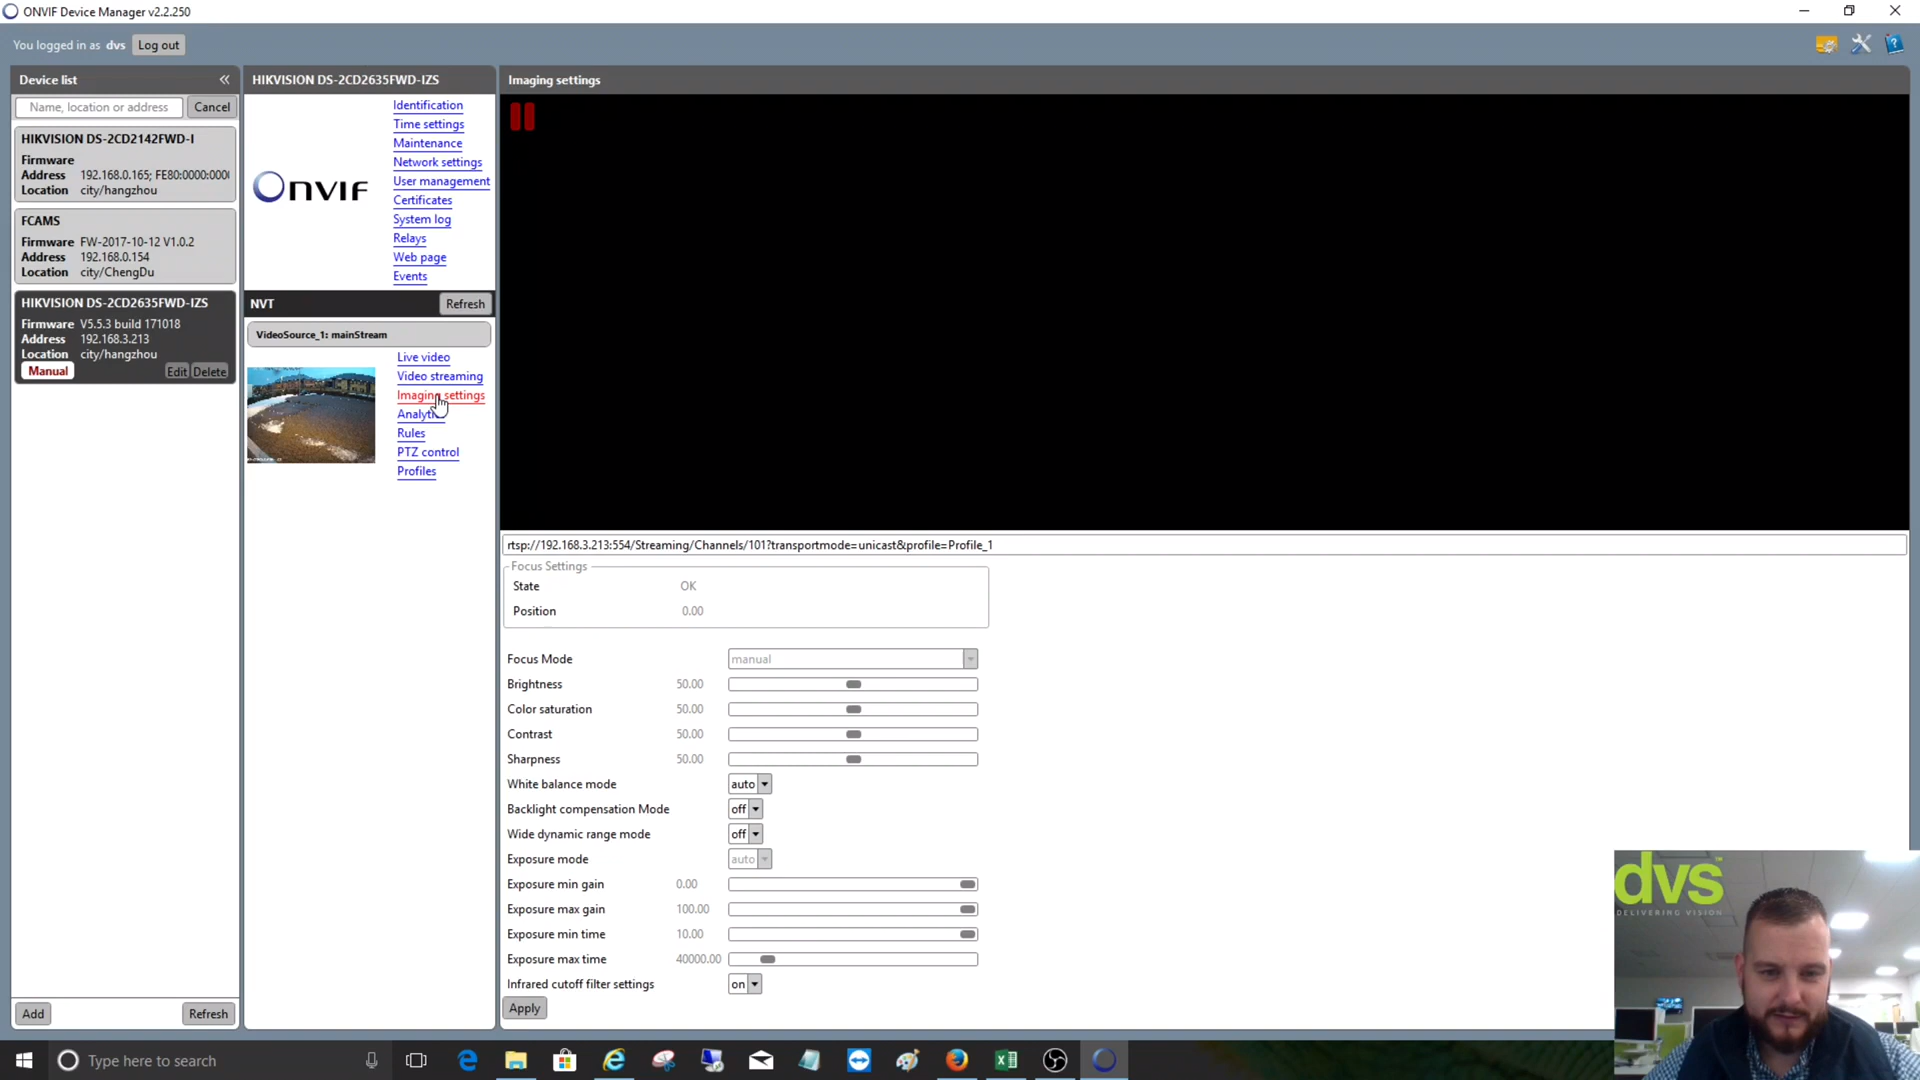 ONVIF Device Manager v2.2.250
You logged in as dvs Log out
Device list
Name, location or address Cancel
HIKVISION DS-2CD2142FWD-I
Firmware
Address 192.168.0.165; FE80:0000:000
Location city/hangzhou
FCAMS
Firmware FW-2017-10-12 V1.0.2
Address 192.168.0.154
Location city/ChengDu
HIKVISION DS-2CD2635FWD-IZS
Firmware V5.5.3 build 171018
Address 192.168.3.213
Location city/hangzhou
Manual Edit Delete
Add Refresh
HIKVISION DS-2CD2635FWD-IZS
ONVIF
Identification
Time settings
Maintenance
Network settings
User management
Certificates
System log
Relays
Web page
Events
NVT Refresh
VideoSource_1: mainStream
Live video
Video streaming
Imaging settings
Analyt
Rules
PTZ control
Profiles
Imaging settings
rtsp://192.168.3.213:554/Streaming/Channels/101?transportmode=unicast&profile=Profile_1
Focus Settings
State OK
Position 0.00
Focus Mode manual
Brightness 50.00
Color saturation 50.00
Contrast 50.00
Sharpness 50.00
White balance mode auto
Backlight compensation Mode off
Wide dynamic range mode off
Exposure mode auto
Exposure min gain 0.00
Exposure max gain 100.00
Exposure min time 10.00
Exposure max time 40000.00
Infrared cutoff filter settings on
Apply
dvs™
DELIVERING VISION
Type here to search